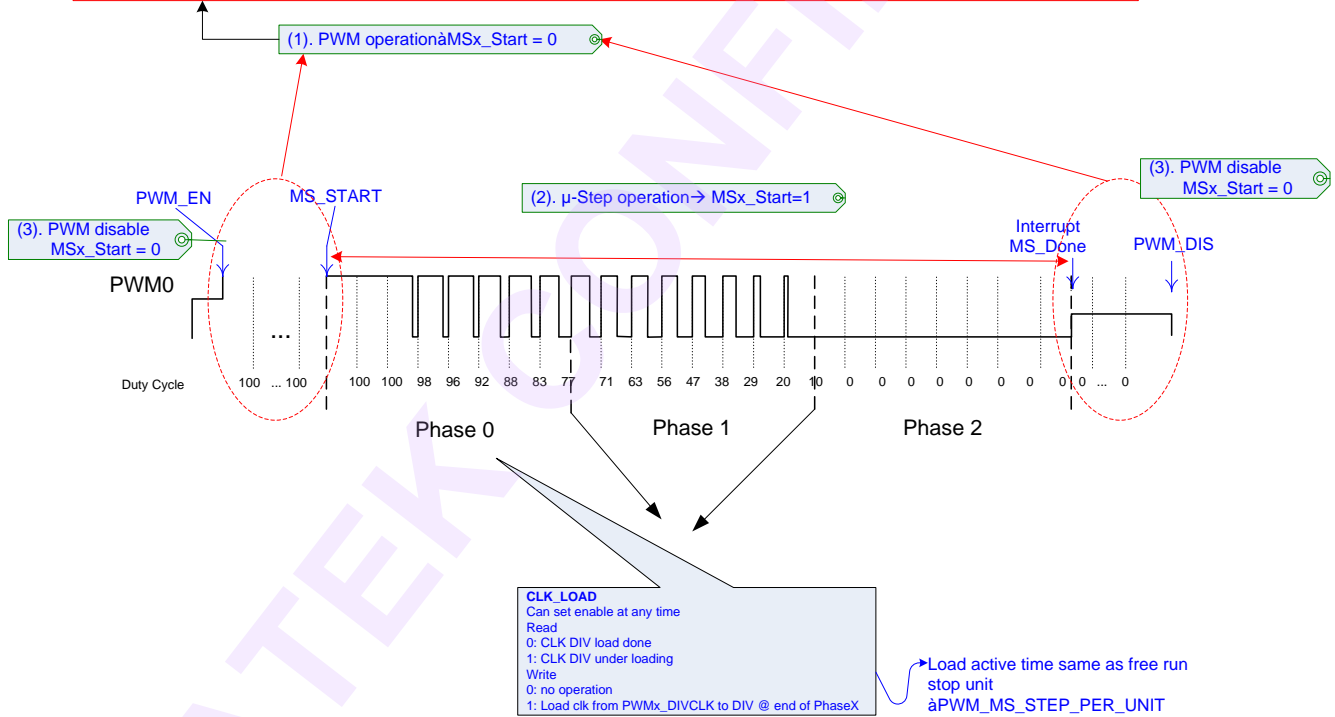 (1). PWM operationàMSx_Start = 0
(3). PWM disable
MSx_Start = 0
PWM_EN
MS_START
(2). µ-Step operation→ MSx_Start=1
(3). PWM disable
MSx_Start = 0
Interrupt
MS_Done
PWM_DIS
PWM0
...
Duty Cycle
100 ... 100 100 100 98 96 92 88 83 77 71 63 56 47 38 29 20 10 0 0 0 0 0 0 0 0 0 ... 0
Phase 0
Phase 1
Phase 2
CLK_LOAD
Can set enable at any time
Read
0: CLK DIV load done
1: CLK DIV under loading
Write
0: no operation
1: Load clk from PWMx_DIVCLK to DIV @ end of PhaseX
Load active time same as free run
stop unit
àPWM_MS_STEP_PER_UNIT
ATEK CONFI